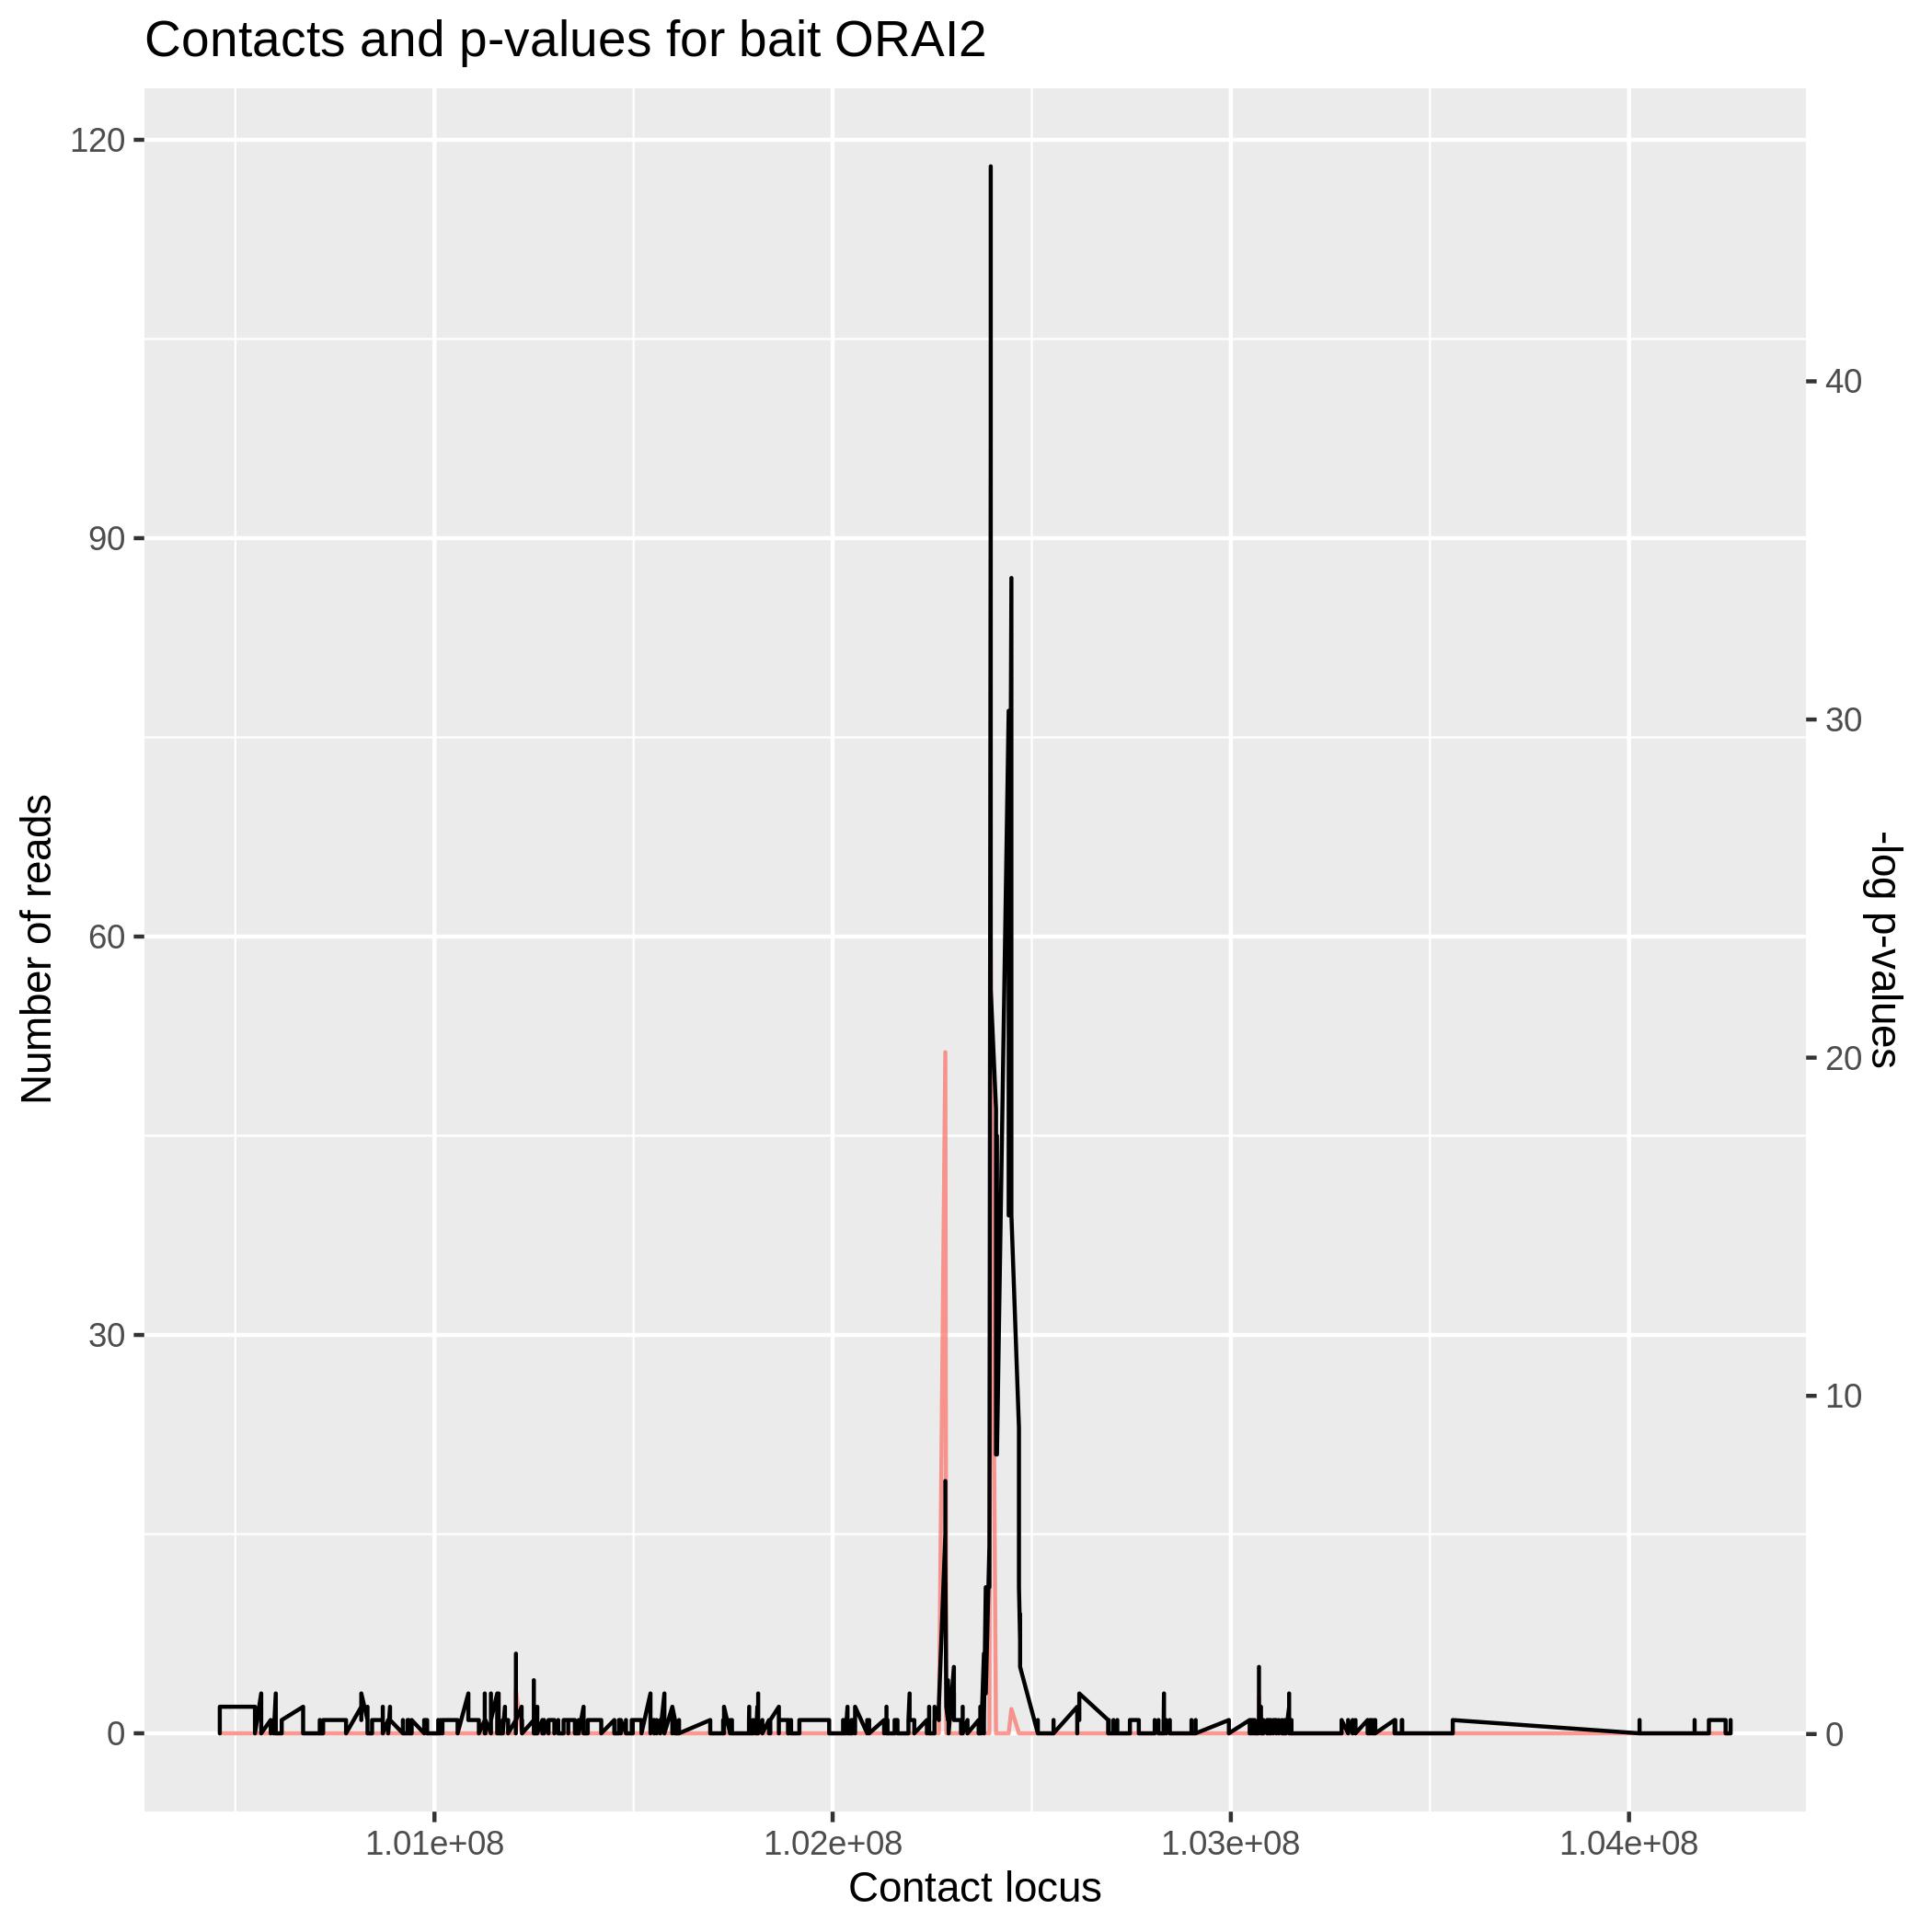 Contacts and p-values for bait ORAI2
120
90
60
30
0
Number of reads
40
30
20
10
0
-log p-values
1.01e+08
1.02e+08
1.03e+08
1.04e+08
Contact locus